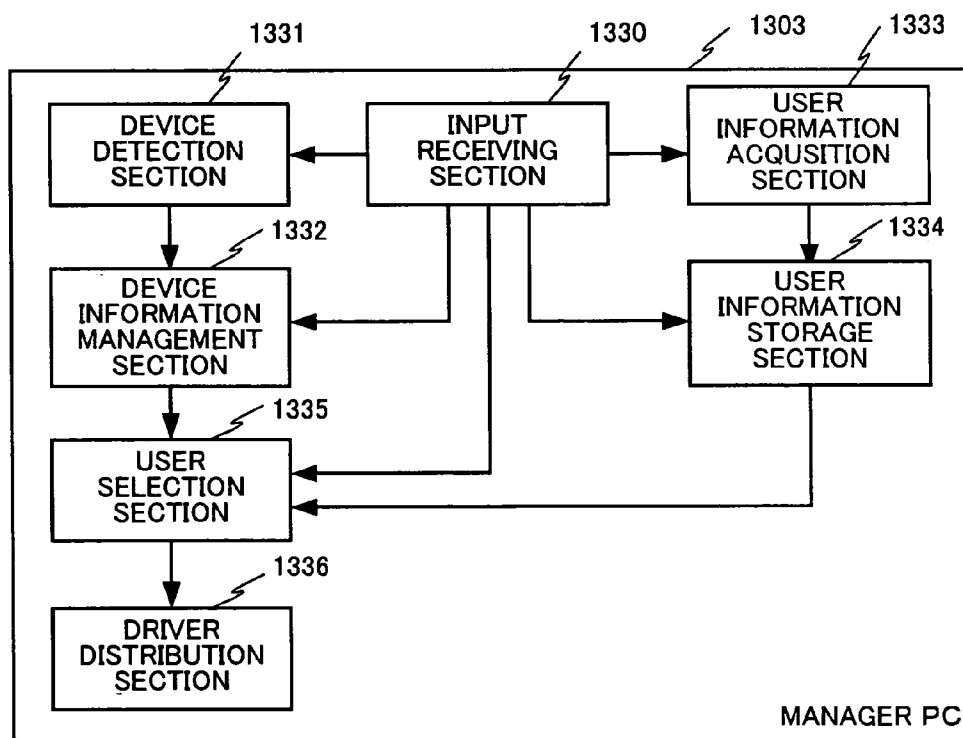 1331
1330
1303
1333
DEVICE
DETECTION
SECTION
INPUT
RECEIVING
SECTION
USER
INFORMATION
ACQUSITION
SECTION
1332
1334
DEVICE
INFORMATION
MANAGEMENT
SECTION
USER
INFORMATION
STORAGE
SECTION
1335
USER
SELECTION
SECTION
1336
DRIVER
DISTRIBUTION
SECTION
MANAGER PC